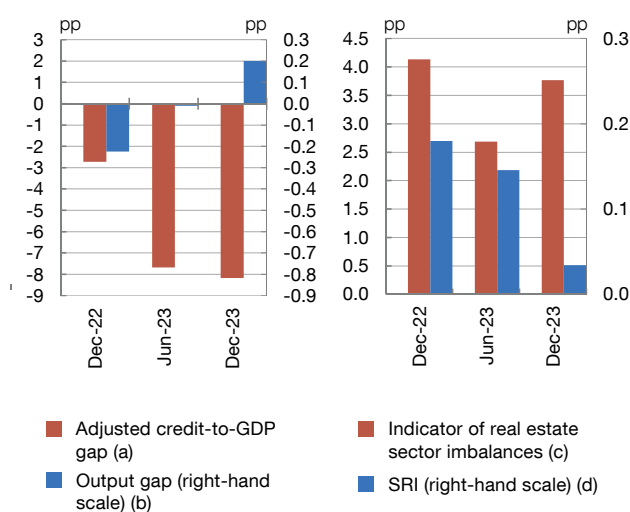 pp pp
3 0.3
2 0.2
1 0.1
0 0.0
-1 -0.1
-2 -0.2
-3 -0.3
-4 -0.4
-5 -0.5
-6 -0.6
-7 -0.7
-8 -0.8
-9 0.9
Dec-22 Jun-23 Dec-23
Adjusted credit-to-GDP
gap (a)
Output gap (right-hand
scale) (b)
pp pp
4.5 0.3
4.0
3.5
3.0 0.2
2.5
2.0
1.5 0.1
1.0
0.5
0.0 0.0
Dec-22 Jun-23 Dec-23
Indicator of real estate
sector imbalances (c)
SRI (right-hand scale) (d)